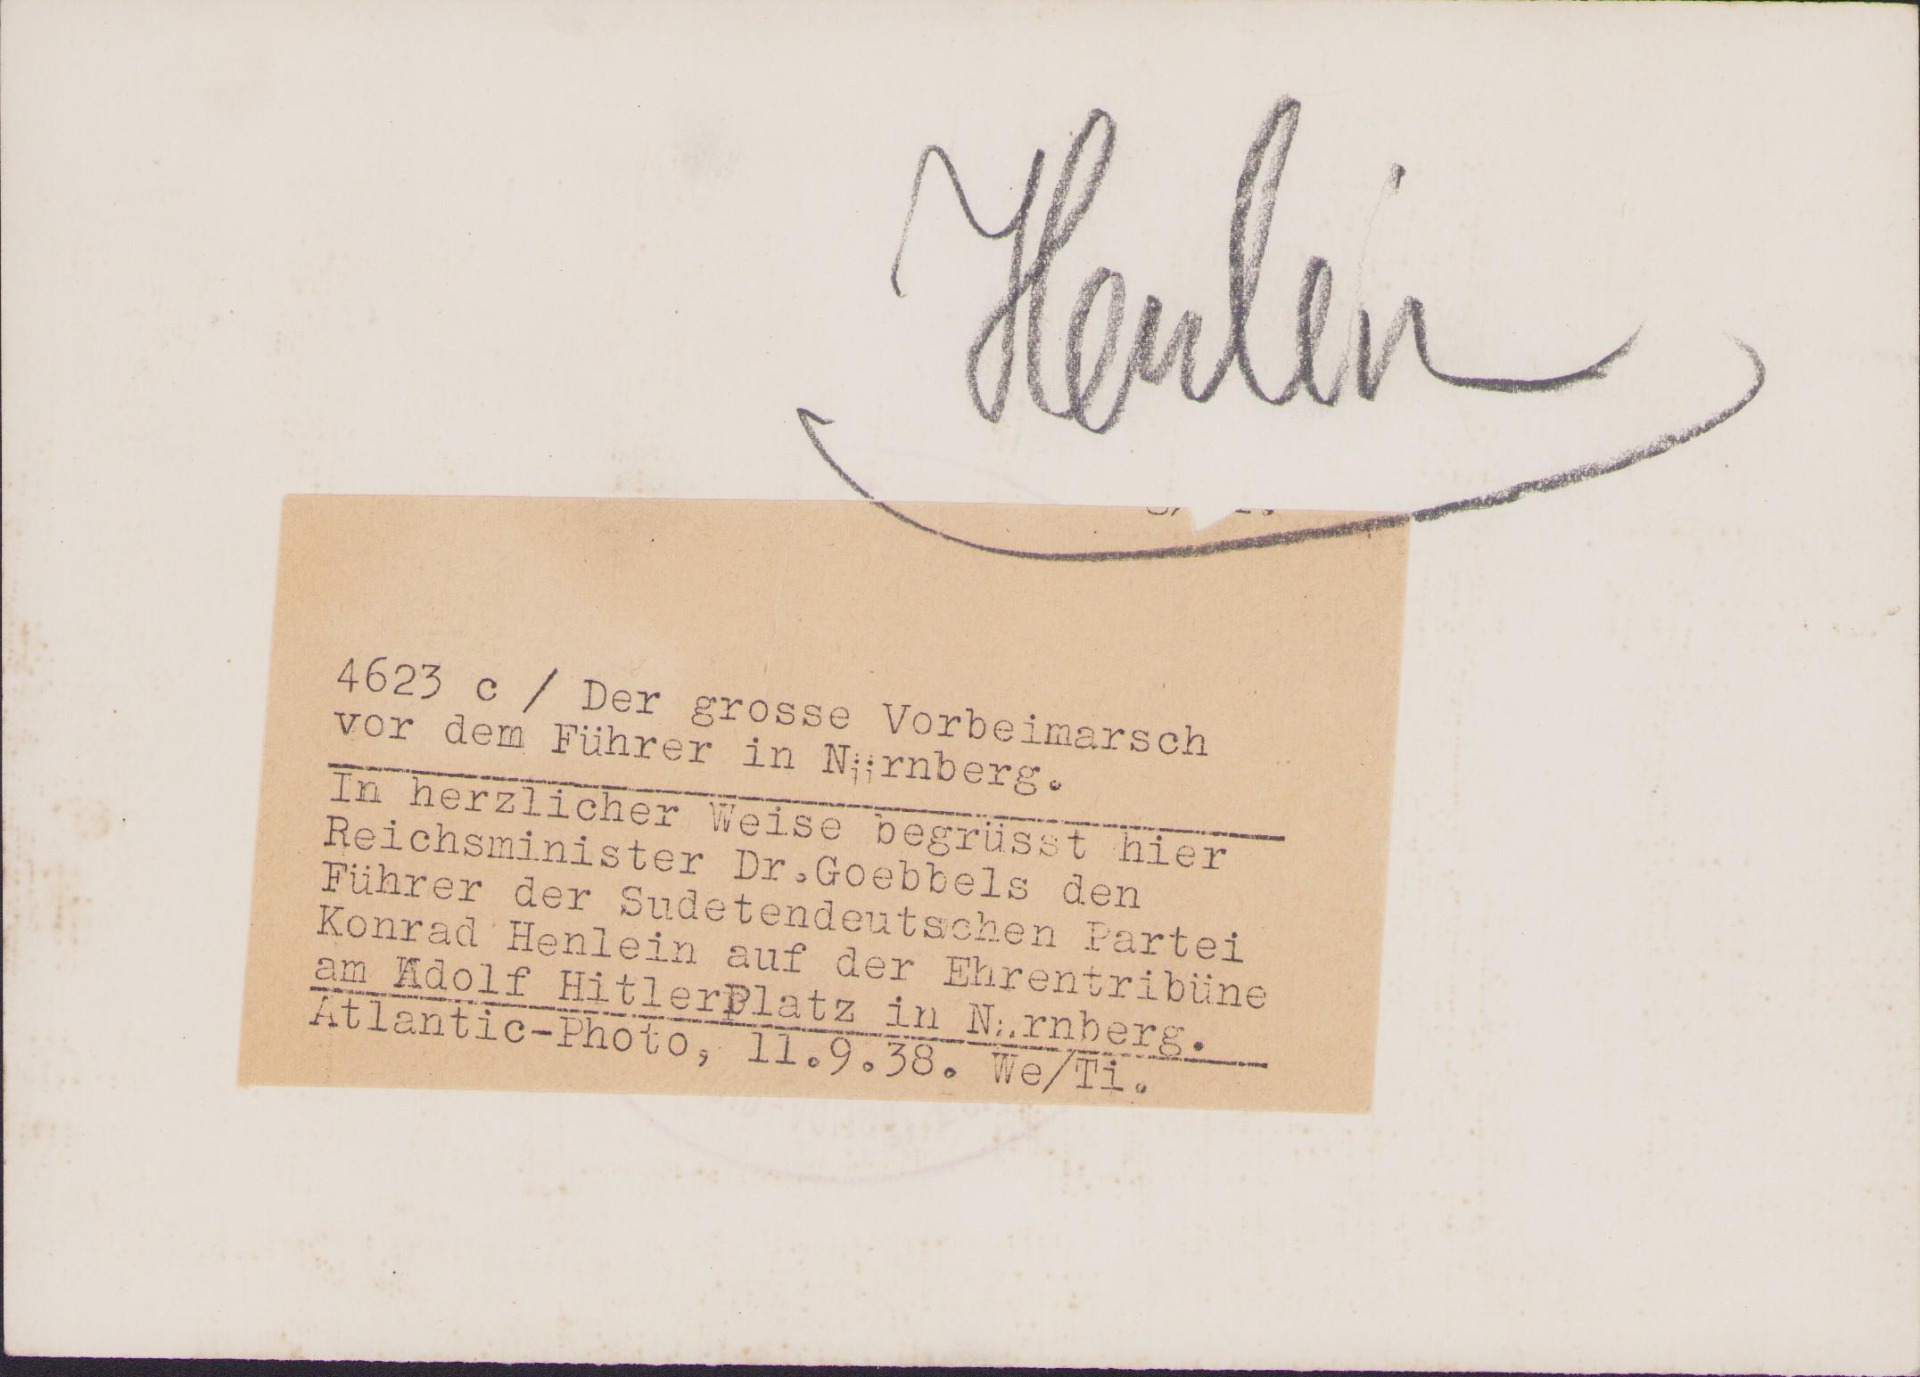 Henlein
4623 c / Der grosse Vorbeimarsch
vor dem Führer in Nürnberg.
In herzlicher Weise begrüsst hier
Reichsminister Dr.Goebbels den
Führer der Sudetendeutschen Partei
Konrad Henlein auf der Ehrentribüne
am Adolf HitlerPlatz in Nürnberg.
Atlantic-Photo, 11.9.38. We/Ti.